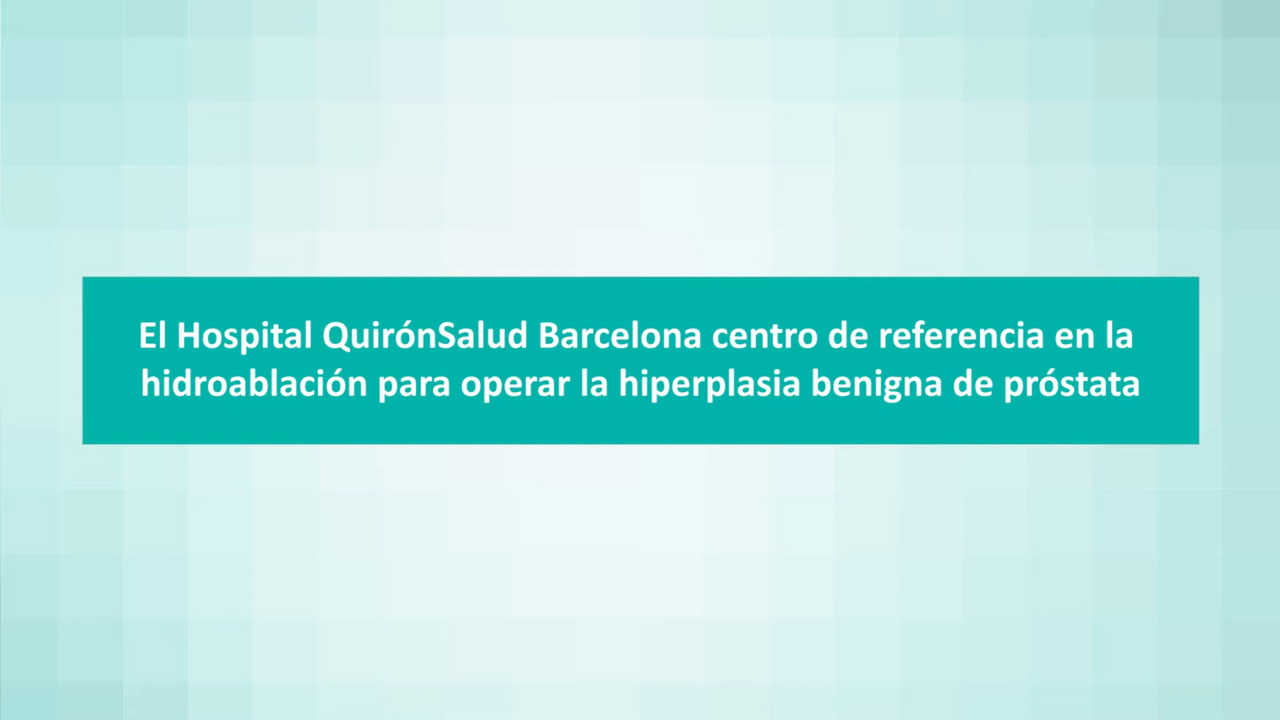 El Hospital QuirónSalud Barcelona centro de referencia en la
hidroablación para operar la hiperplasia benigna de próstata